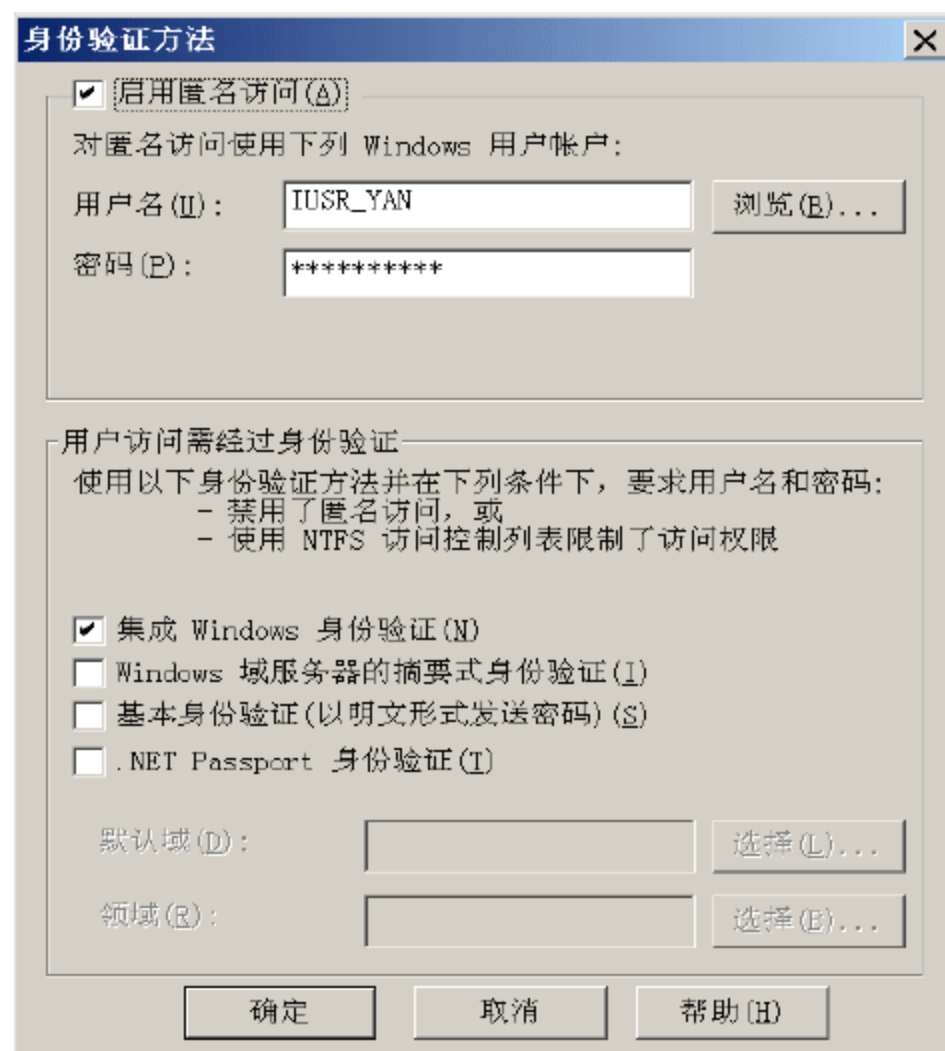 身份验证方法
启用匿名访问(A)
对匿名访问使用下列 Windows 用户帐户:
用户名(U): IUSR_YAN 浏览(B)...
密码(P): **********
用户访问需经过身份验证
使用以下身份验证方法并在下列条件下，要求用户名和密码:
- 禁用了匿名访问，或
- 使用 NTFS 访问控制列表限制了访问权限
集成 Windows 身份验证(N)
Windows 域服务器的摘要式身份验证(I)
基本身份验证(以明文形式发送密码)(S)
.NET Passport 身份验证(T)
默认域(D): 选择(L)...
领域(R): 选择(E)...
确定 取消 帮助(H)